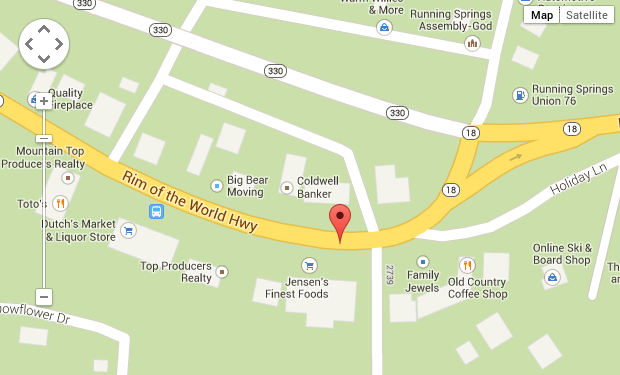 & More
330
Running Springs
Assembly-God
Map
Satellite
330
330
330
Quality
Fireplace
Running Springs
Union 76
18
18
Mountain Top
Producers Realty
Rim of the World Hwy
Big Bear
Moving
Coldwell
Banker
18
Holiday Ln
Toto's
Dutch's Market
& Liquor Store
Top Producers
Realty
Jensen's
Finest Foods
2739
Family
Jewels
Old Country
Coffee Shop
Online Ski &
Board Shop
Th
a
owflower Dr